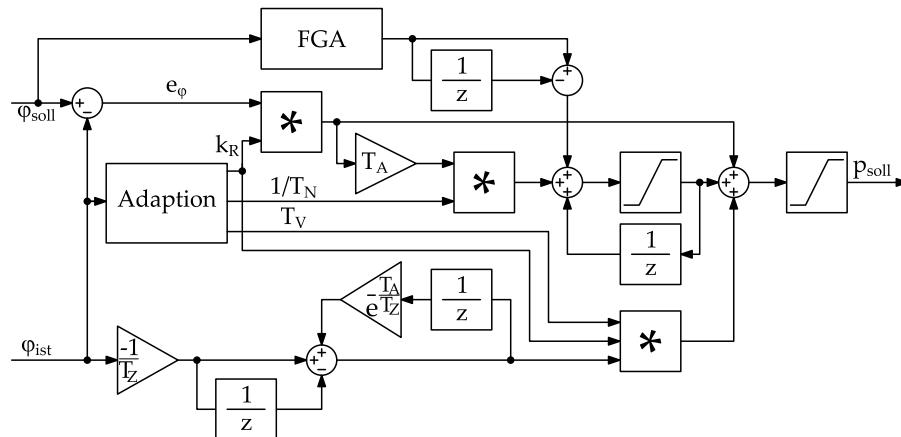 FGA
1
z
+
−
φsoll
+
−
eφ
*
kR
TA
*
Adaption
1/TN
TV
+
+
+
+
+
+
psoll
1
z
e^-TA/TZ
1
z
*
φist
-1
TZ
+
+
−
1
z